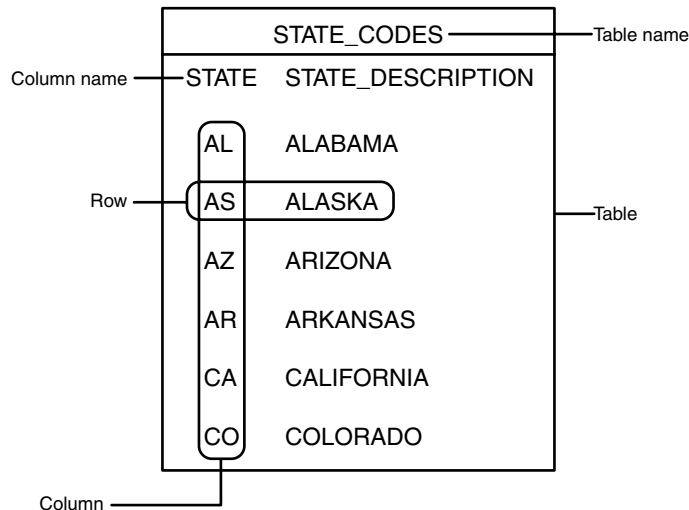 STATE_CODES Table name
Column name STATE STATE_DESCRIPTION
AL ALABAMA
Row AS ALASKA
Table
AZ ARIZONA
AR ARKANSAS
CA CALIFORNIA
CO COLORADO
Column